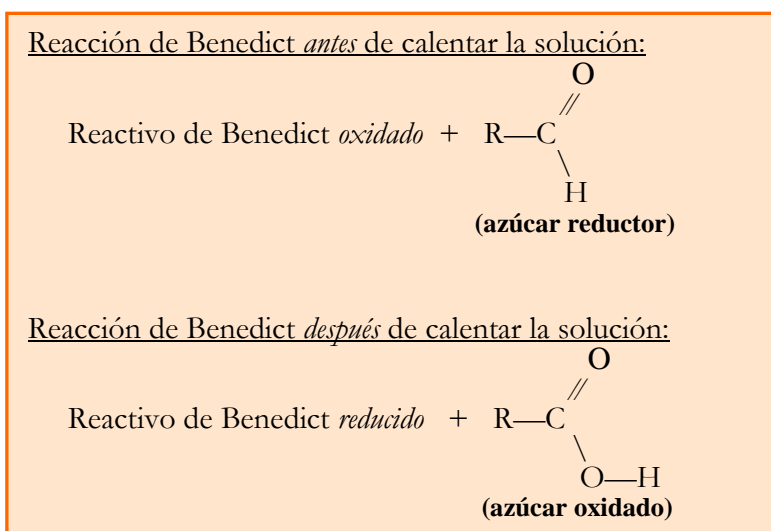 Reacción de Benedict antes de calentar la solución:
O
//
Reactivo de Benedict oxidado + R—C
\
H
(azúcar reductor)
Reacción de Benedict después de calentar la solución:
O
//
Reactivo de Benedict reducido + R—C
\
O—H
(azúcar oxidado)